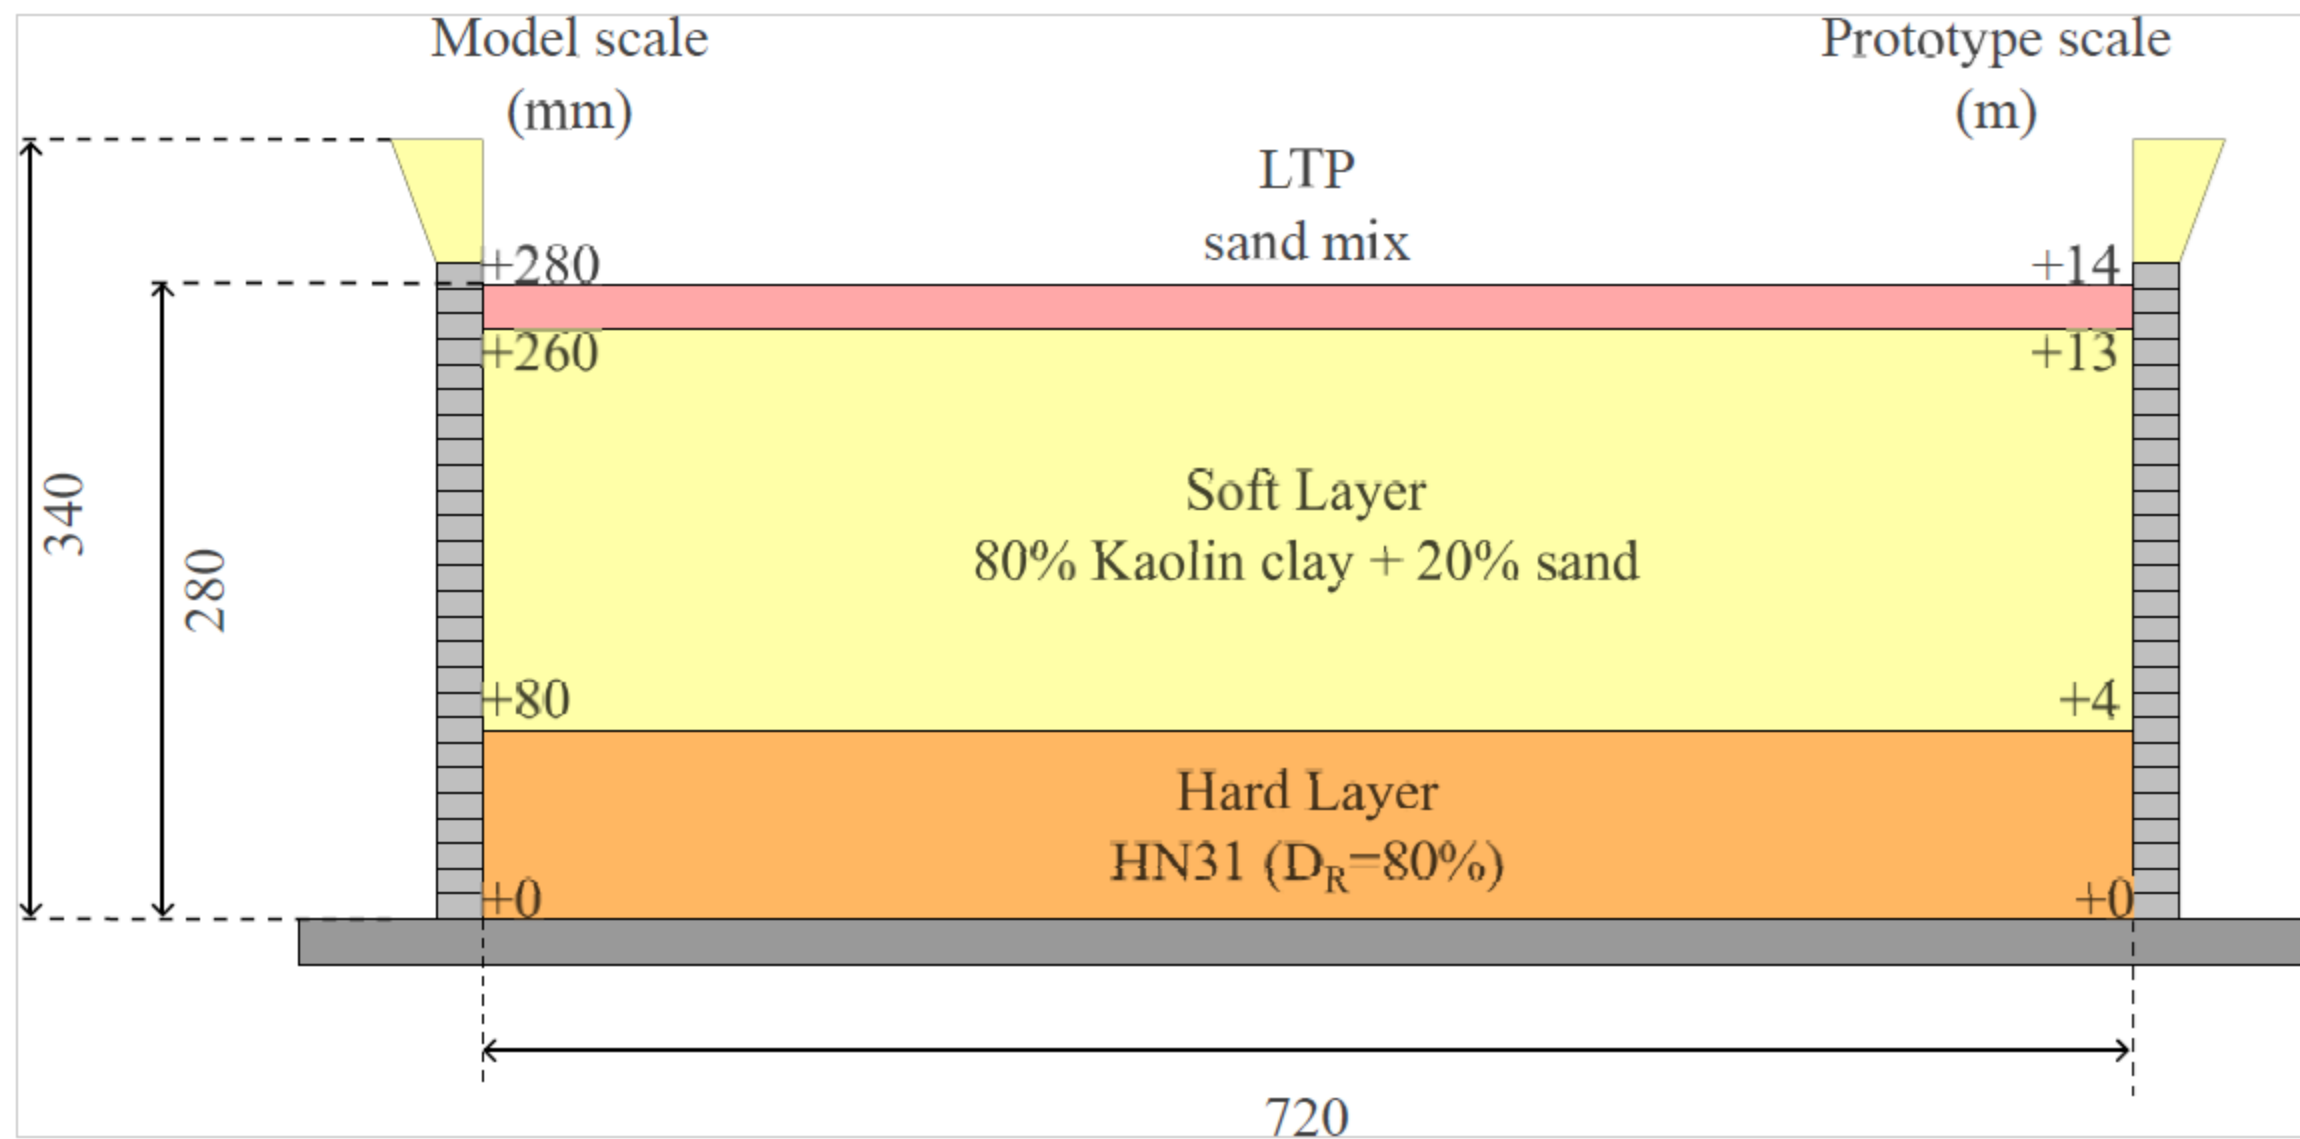 Model scale
(mm)
Prototype scale
(m)
LTP
sand mix
+280
+14
+260
+13
340
280
Soft Layer
80% Kaolin clay + 20% sand
+80
+4
Hard Layer
HN31 (D_R=80%)
+0
+0
720